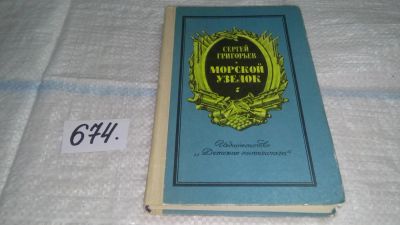 674.
СЕРГЕЙ
ГРИГОРЬЕВ
МОРСКОЙ
УЗЕЛОК
Издательство
„Детская литература“